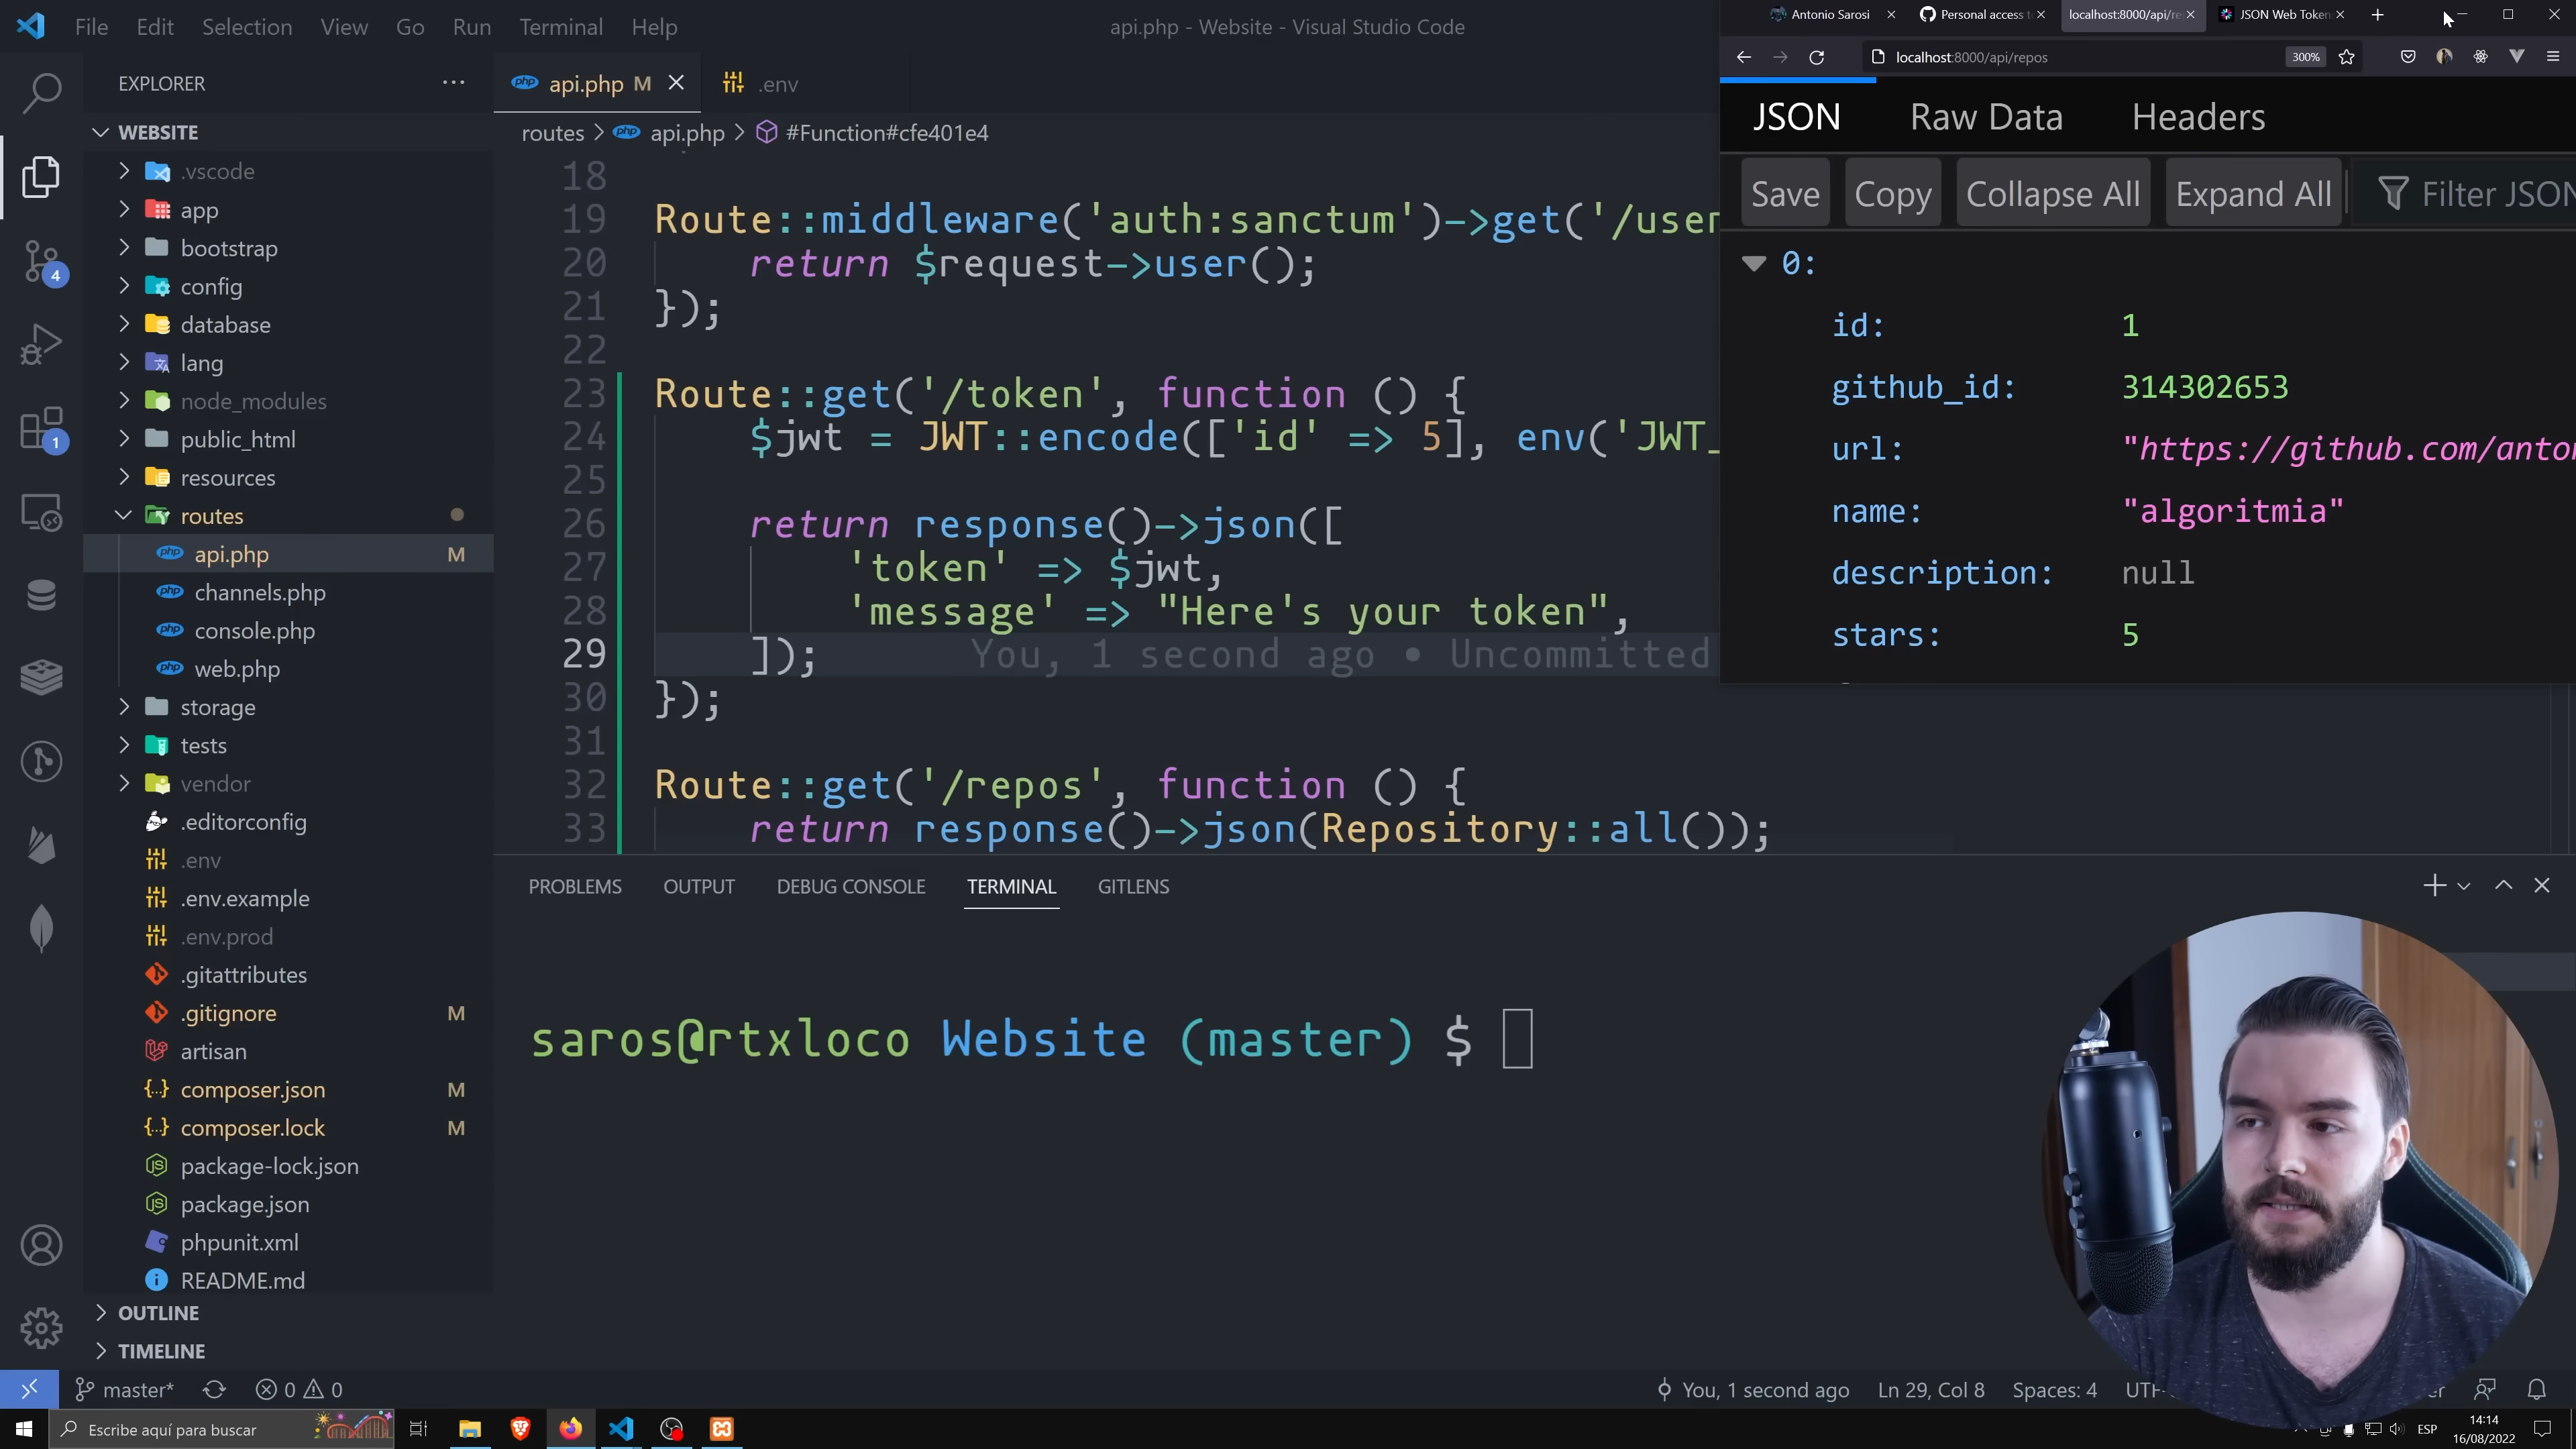 File Edit Selection View Go Run Terminal Help
api.php - Website - Visual Studio Code
EXPLORER
WEBSITE
.vscode
app
bootstrap
config
database
lang
node_modules
public_html
resources
routes
api.php M
channels.php
console.php
web.php
storage
tests
vendor
.editorconfig
.env
.env.example
.env.prod
.gitattributes
.gitignore M
artisan
composer.json M
composer.lock M
package-lock.json
package.json
phpunit.xml
README.md
OUTLINE
TIMELINE
4
1
api.php M
.env
routes > api.php > #Function#cfe401e4
18
19 Route::middleware('auth:sanctum')->get('/user
20 return $request->user();
21 });
22
23 Route::get('/token', function () {
24 $jwt = JWT::encode(['id' => 5], env('JWT_
25
26 return response()->json([
27 'token' => $jwt,
28 'message' => "Here's your token",
29 ]); You, 1 second ago • Uncommitted
30 });
31
32 Route::get('/repos', function () {
33 return response()->json(Repository::all());
PROBLEMS OUTPUT DEBUG CONSOLE TERMINAL GITLENS
saros@rtxloco Website (master) $
Antonio Sarosi
Personal access t
localhost:8000/api/re
JSON Web Token
localhost:8000/api/repos
300%
JSON Raw Data Headers
Save Copy Collapse All Expand All Filter JSON
0:
id: 1
github_id: 314302653
url: "https://github.com/anto
name: "algoritmia"
description: null
stars: 5
master* 0 0
You, 1 second ago Ln 29, Col 8 Spaces: 4 UTF-
Escribe aquí para buscar
ESP
14:14
16/08/2022